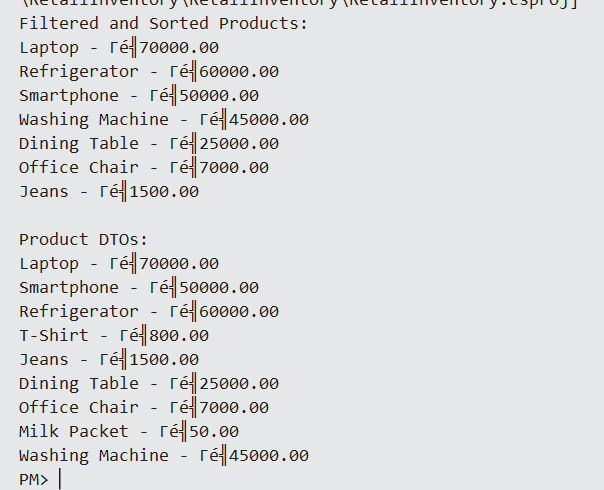 \RetailInventory\RetailInventory\RetailInventory.csproj]
Filtered and Sorted Products:
Laptop - Γé╣70000.00
Refrigerator - Γé╣60000.00
Smartphone - Γé╣50000.00
Washing Machine - Γé╣45000.00
Dining Table - Γé╣25000.00
Office Chair - Γé╣7000.00
Jeans - Γé╣1500.00

Product DTOs:
Laptop - Γé╣70000.00
Smartphone - Γé╣50000.00
Refrigerator - Γé╣60000.00
T-Shirt - Γé╣800.00
Jeans - Γé╣1500.00
Dining Table - Γé╣25000.00
Office Chair - Γé╣7000.00
Milk Packet - Γé╣50.00
Washing Machine - Γé╣45000.00
PM>